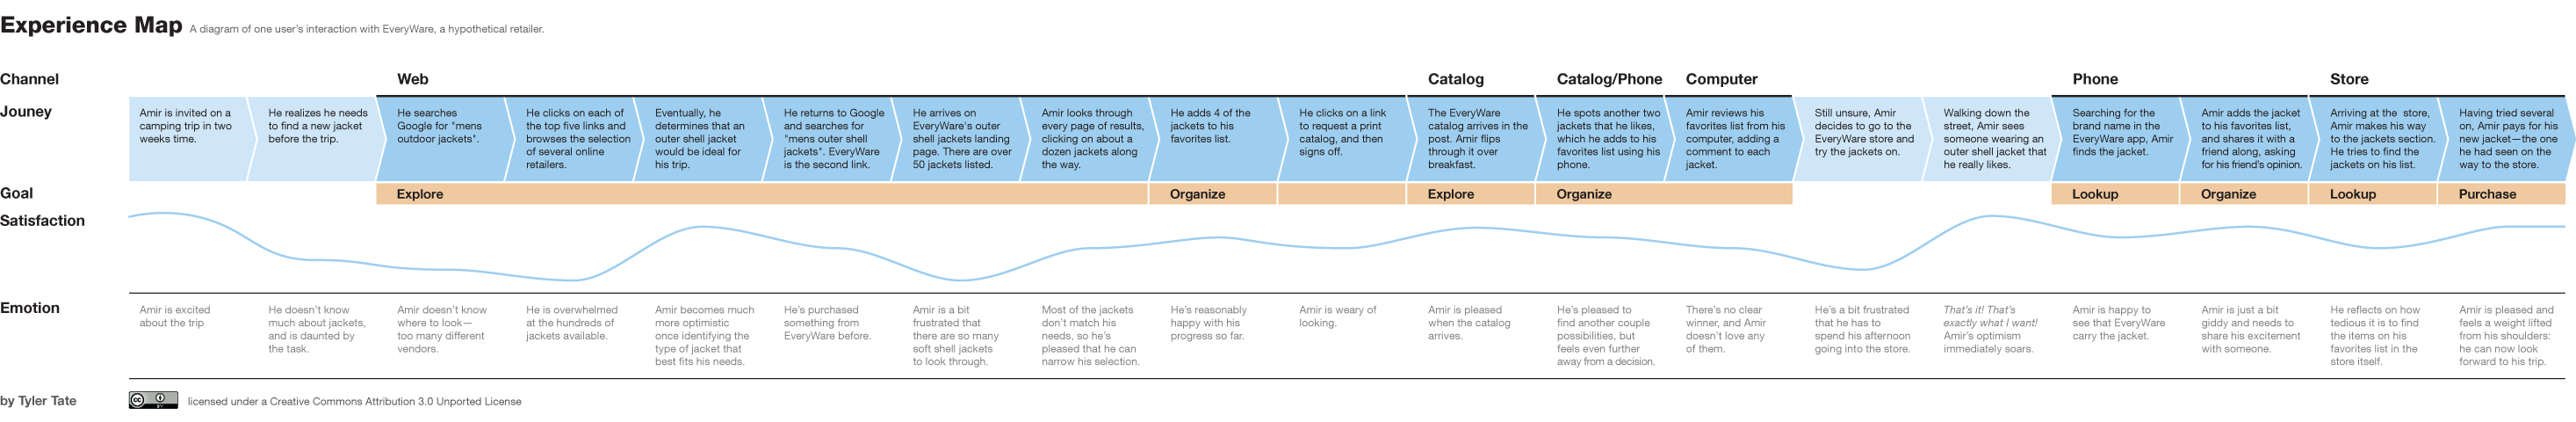 Experience Map A diagram of one user's interaction with EveryWare, a hypothetical retailer.
Channel
Web
Catalog
Catalog/Phone
Computer
Phone
Store
Jouney
Amir is invited on a
camping trip in two
weeks time.
He realizes he needs
to find a new jacket
before the trip.
He searches
Google for "mens
outdoor jackets".
He clicks on each of
the top five links and
browses the selection
of several online
retailers.
Eventually, he
determines that an
outer shell jacket
would be ideal for
his trip.
He returns to Google
and searches for
"mens outer shell
jackets". EveryWare
is the second link.
He arrives on
EveryWare's outer
shell jackets landing
page. There are over
50 jackets listed.
Amir looks through
every page of results,
clicking on about a
dozen jackets along
the way.
He adds 4 of the
jackets to his
favorites list.
He clicks on a link
to request a print
catalog, and then
signs off.
The EveryWare
catalog arrives in the
post. Amir flips
through it over
breakfast.
He spots another two
jackets that he likes,
which he adds to his
favorites list using his
phone.
Amir reviews his
favorites list from his
computer, adding a
comment to each
jacket.
Still unsure, Amir
decides to go to the
EveryWare store and
try the jackets on.
Walking down the
street, Amir sees
someone wearing an
outer shell jacket that
he really likes.
Searching for the
brand name in the
EveryWare app, Amir
finds the jacket.
Amir adds the jacket
to his favorites list,
and shares it with a
friend along, asking
for his friend's opinion.
Arriving at the store,
Amir makes his way
to the jackets section.
He tries to find the
jackets on his list.
Having tried several
on, Amir pays for his
new jacket—the one
he had seen on the
way to the store.
Goal
Explore
Organize
Explore
Organize
Lookup
Organize
Lookup
Purchase
Satisfaction
Emotion
Amir is excited
about the trip
He doesn't know
much about jackets,
and is daunted by
the task.
Amir doesn't know
where to look—
too many different
vendors.
He is overwhelmed
at the hundreds of
jackets available.
Amir becomes much
more optimistic
once identifying the
type of jacket that
best fits his needs.
He's purchased
something from
EveryWare before.
Amir is a bit
frustrated that
there are so many
soft shell jackets
to look through.
Most of the jackets
don't match his
needs, so he's
pleased that he can
narrow his selection.
He's reasonably
happy with his
progress so far.
Amir is weary of
looking.
Amir is pleased
when the catalog
arrives.
He's pleased to
find another couple
possibilities, but
feels even further
away from a decision.
There's no clear
winner, and Amir
doesn't love any
of them.
He's a bit frustrated
that he has to
spend his afternoon
going into the store.
That's it! That's
exactly what I want!
Amir's optimism
immediately soars.
Amir is happy to
see that EveryWare
carry the jacket.
Amir is just a bit
giddy and needs to
share his excitement
with someone.
He reflects on how
tedious it is to find
the items on his
favorites list in the
store itself.
Amir is pleased and
feels a weight lifted
from his shoulders:
he can now look
forward to his trip.
by Tyler Tate
cc BY
licensed under a Creative Commons Attribution 3.0 Unported License